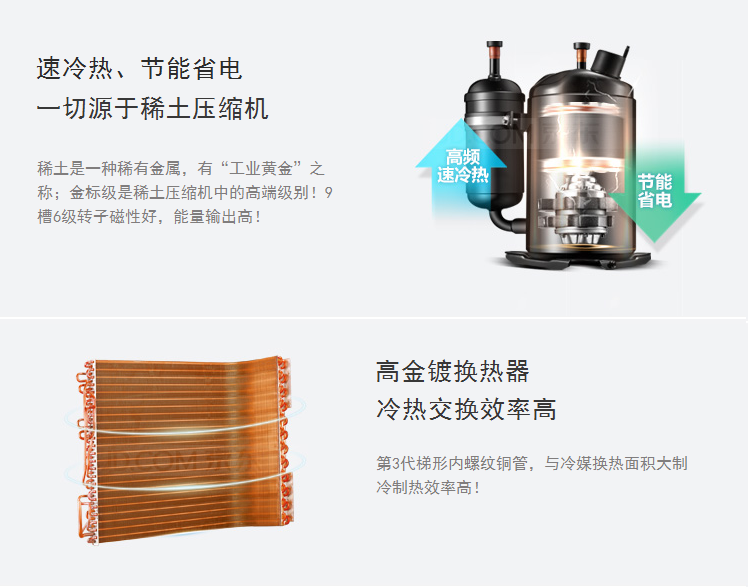 速冷热、节能省电
一切源于稀土压缩机
稀土是一种稀有金属，有“工业黄金”之
称；金标级是稀土压缩机中的高端级别！9
槽6级转子磁性好，能量输出高！
高频
速冷热
节能
省电
高金镀换热器
冷热交换效率高
第3代梯形内螺纹铜管，与冷媒换热面积大制
冷制热效率高！